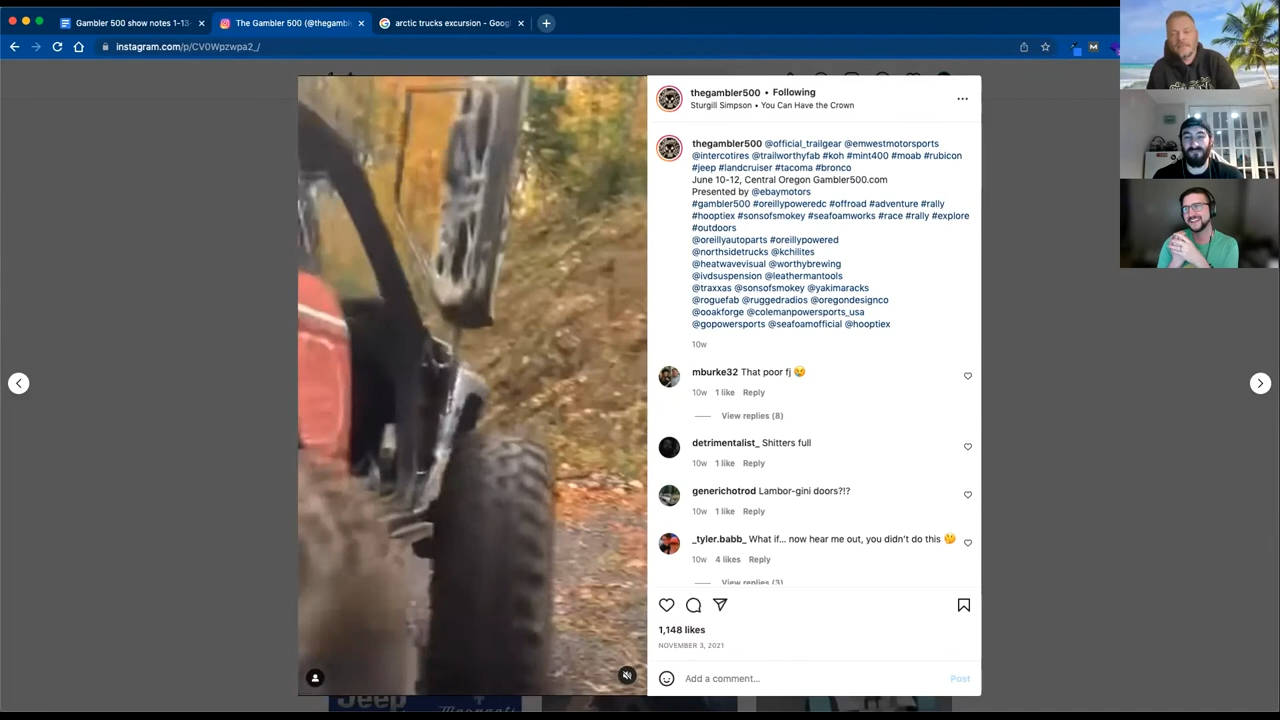 Gambler 500 show notes 1-13-
The Gambler 500 (@thegamble
arctic trucks excursion - Googl
instagram.com/p/CV0Wpzwpa2_/
thegambler500 • Following
Sturgill Simpson • You Can Have the Crown
thegambler500 @official_trailgear @emwestmotorsports
@intercotires @trailworthyfab #koh #mint400 #moab #rubicon
#jeep #landcruiser #tacoma #bronco
June 10-12, Central Oregon Gambler500.com
Presented by @ebaymotors
#gambler500 #oreillypoweredc #offroad #adventure #rally
#hooptiex #sonsofsmokey #seafoamworks #race #rally #explore
#outdoors
@oreillyautoparts #oreillypowered
@northsidetrucks @kchilites
@heatwavevisual @worthybrewing
@ivdsuspension @leathermantools
@traxxas @sonsofsmokey @yakimaracks
@roguefab @ruggedradios @oregondesignco
@ooakforge @colemanpowersports_usa
@gopowersports @seafoamofficial @hooptiex
10w
mburke32 That poor fj 😢
10w 1 like Reply
View replies (8)
detrimentalist_ Shitters full
10w 1 like Reply
generichotrod Lambor-gini doors?!?
10w 1 like Reply
_tyler.babb_ What if... now hear me out, you didn't do this 🤔
10w 4 likes Reply
View replies (3)
1,148 likes
NOVEMBER 3, 2021
Add a comment...
Post
Jeep